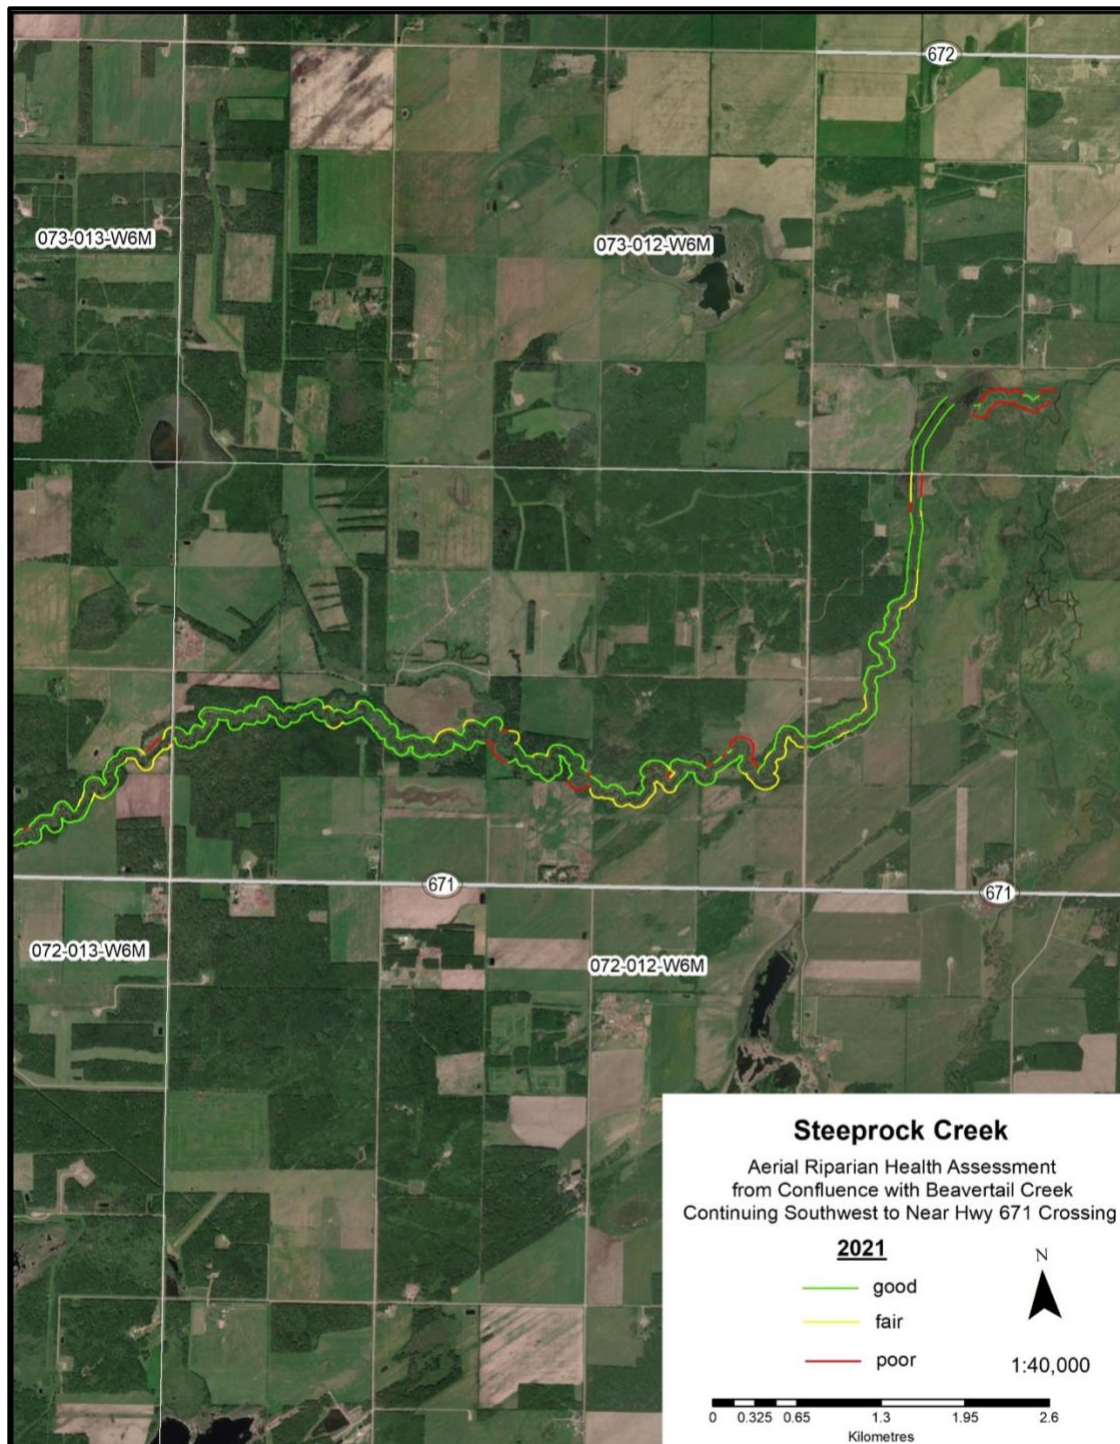 672
073-013-W6M
073-012-W6M
671
671
072-013-W6M
072-012-W6M
Steeprock Creek
Aerial Riparian Health Assessment
from Confluence with Beavertail Creek
Continuing Southwest to Near Hwy 671 Crossing
2021
good
fair
poor
N
1:40,000
0 0.325 0.65 1.3 1.95 2.6
Kilometres